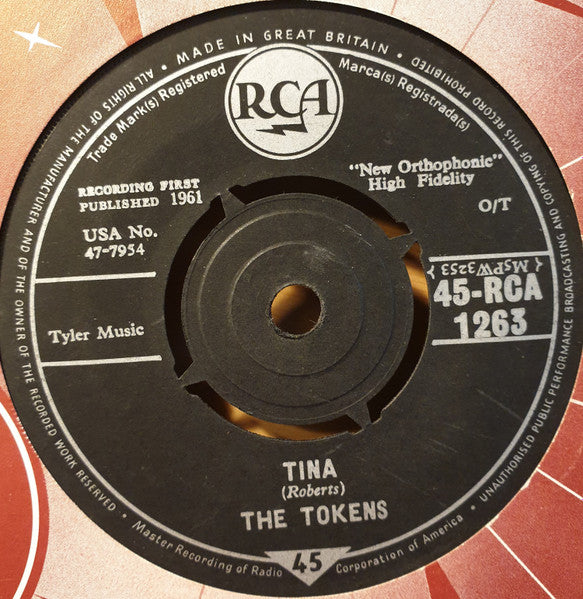 • MADE IN GREAT BRITAIN •
ALL RIGHTS OF THE MANUFACTURER AND OF THE OWNER OF THE RECORDED WORK RESERVED •
UNAUTHORISED PUBLIC PERFORMANCE BROADCASTING AND COPYING OF THIS RECORD PROHIBITED
Trade Mark(s) Registered
Marca(s) Registrada(s)
RCA
RECORDING FIRST
PUBLISHED 1961
USA No.
47-7954
"New Orthophonic"
High Fidelity
O/T
{ MSPW3253 }
45-RCA
1263
Tyler Music
TINA
(Roberts)
THE TOKENS
Master Recording of Radio Corporation of America •
45